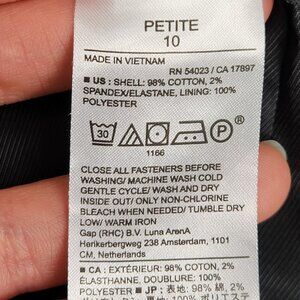 PETITE
10
MADE IN VIETNAM
RN 54023 / CA 17897
■ US : SHELL: 98% COTTON, 2%
SPANDEX/ELASTANE, LINING: 100%
POLYESTER
30
P
1166
CLOSE ALL FASTENERS BEFORE
WASHING/ MACHINE WASH COLD
GENTLE CYCLE/ WASH AND DRY
INSIDE OUT/ ONLY NON-CHLORINE
BLEACH WHEN NEEDED/ TUMBLE DRY
LOW/ WARM IRON
Gap (RHC) B.V. Luna ArenA
Herikerbergweg 238 Amsterdam, 1101
CM, Netherlands
■ CA : EXTÉRIEUR: 98% COTON, 2%
ÉLASTHANNE, DOUBLURE: 100%
POLYESTER ■ JP : 表地 : 98% 綿, 2%